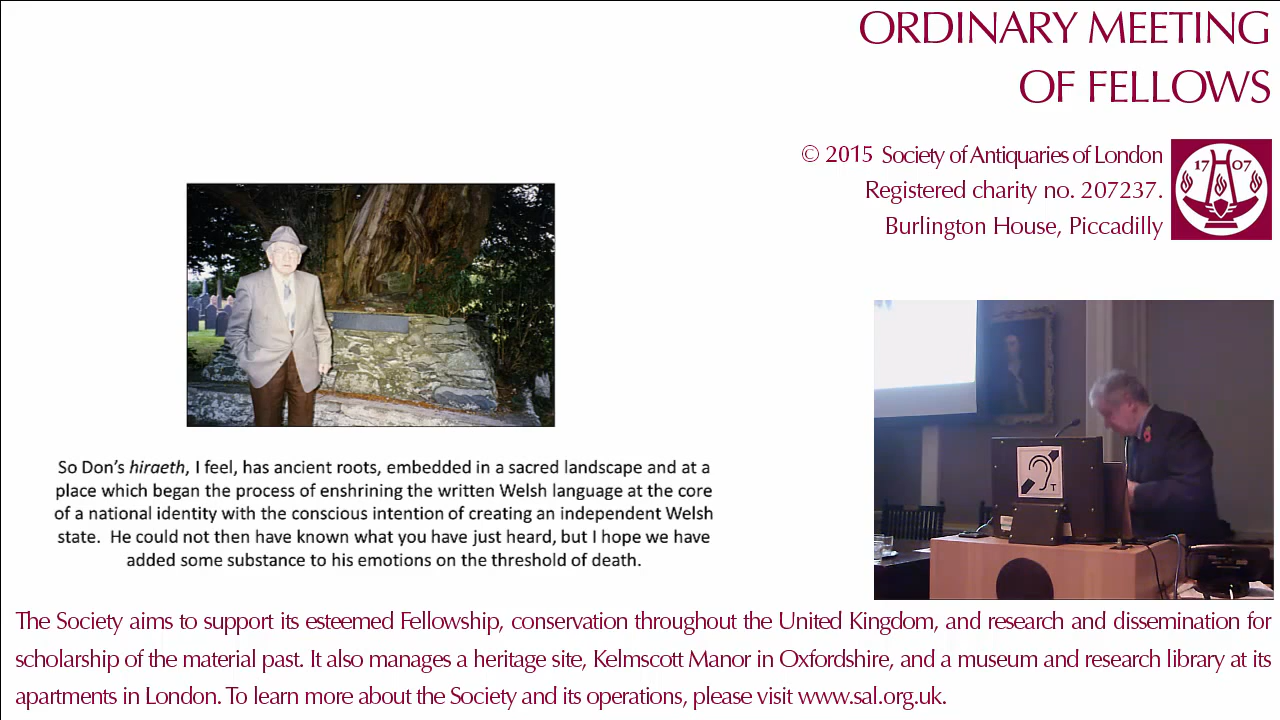 ORDINARY MEETING
OF FELLOWS
© 2015 Society of Antiquaries of London
Registered charity no. 207237.
Burlington House, Piccadilly
17 07
T
So Don's hiraeth, I feel, has ancient roots, embedded in a sacred landscape and at a
place which began the process of enshrining the written Welsh language at the core
of a national identity with the conscious intention of creating an independent Welsh
state. He could not then have known what you have just heard, but I hope we have
added some substance to his emotions on the threshold of death.
The Society aims to support its esteemed Fellowship, conservation throughout the United Kingdom, and research and dissemination for
scholarship of the material past. It also manages a heritage site, Kelmscott Manor in Oxfordshire, and a museum and research library at its
apartments in London. To learn more about the Society and its operations, please visit www.sal.org.uk.